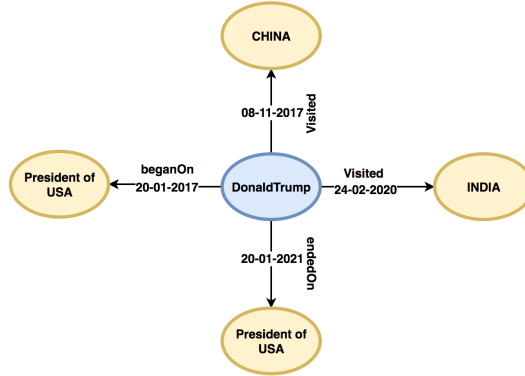 CHINA
08-11-2017
Visited
President of
USA
beganOn
20-01-2017
DonaldTrump
Visited
24-02-2020
INDIA
20-01-2021
endedOn
President of
USA